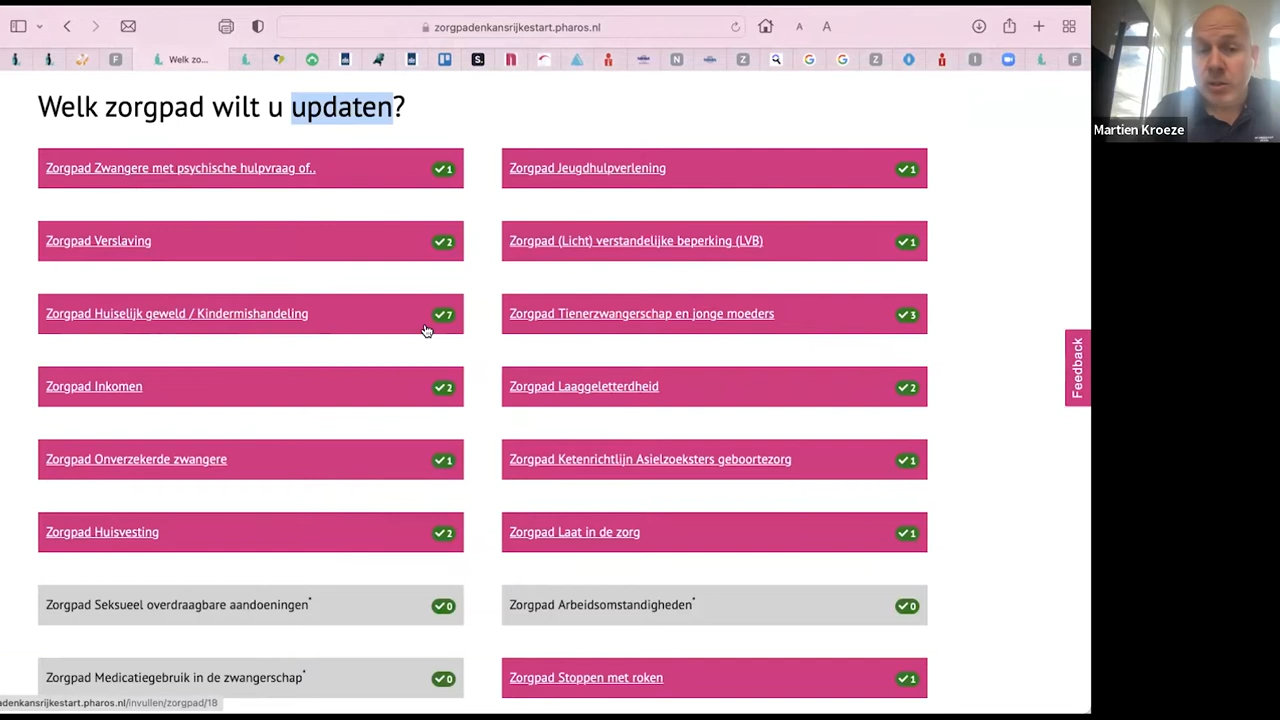 zorgpadenkansrijkestart.pharos.nl
A A
Welk zo...
Welk zorgpad wilt u updaten?
Zorgpad Zwangere met psychische hulpvraag of.. 1
Zorgpad Jeugdhulpverlening 1
Zorgpad Verslaving 2
Zorgpad (Licht) verstandelijke beperking (LVB) 1
Zorgpad Huiselijk geweld / Kindermishandeling 7
Zorgpad Tienerzwangerschap en jonge moeders 3
Zorgpad Inkomen 2
Zorgpad Laaggeletterdheid 2
Zorgpad Onverzekerde zwangere 1
Zorgpad Ketenrichtlijn Asielzoeksters geboortezorg 1
Zorgpad Huisvesting 2
Zorgpad Laat in de zorg 1
Zorgpad Seksueel overdraagbare aandoeningen* 0
Zorgpad Arbeidsomstandigheden* 0
Zorgpad Medicatiegebruik in de zwangerschap* 0
Zorgpad Stoppen met roken 1
adenkansrijkestart.pharos.nl/invullen/zorgpad/18
Feedback
Martien Kroeze